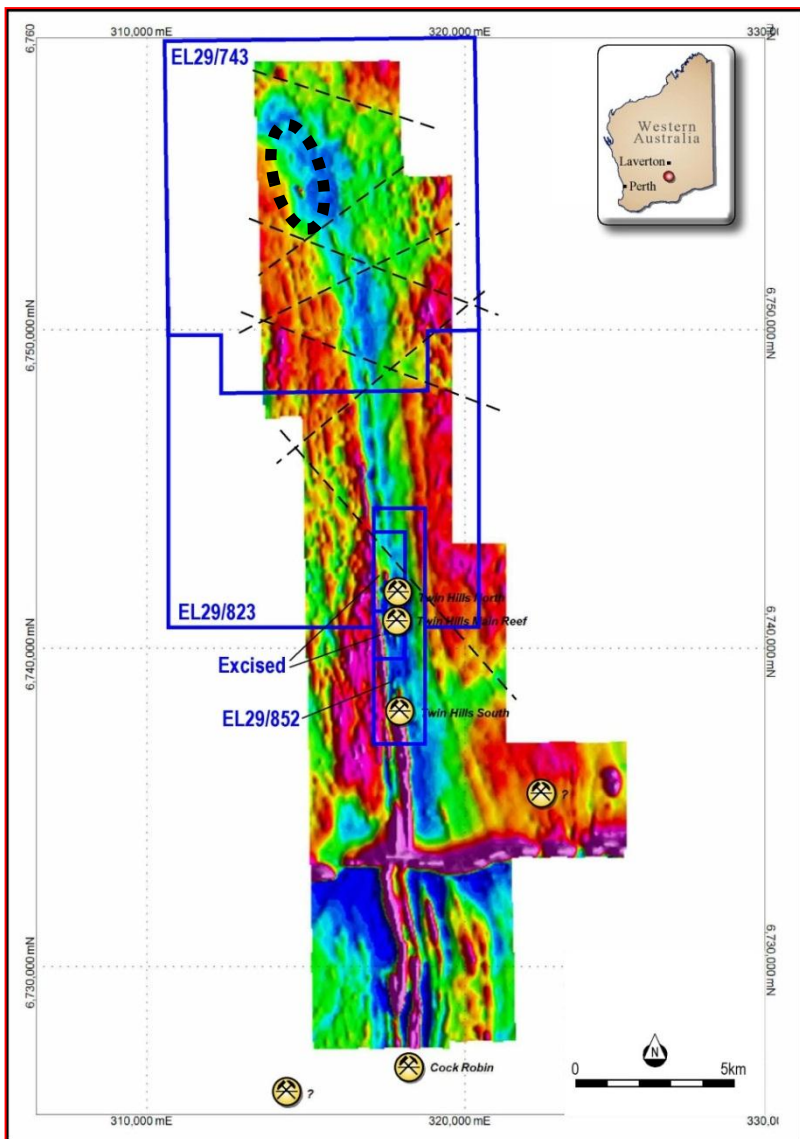 310,000 mE
320,000 mE
330,0
6,760
EL29/743
Western
Australia
Laverton
Perth
6,750,000 mN
6,750,000 mN
Twin Hills North
EL29/823
Twin Hills Main Reef
6,740,000 mN
6,740,000 mN
Excised
EL29/852
Twin Hills South
?
6,730,000 mN
6,730,000 mN
N
Cock Robin
0
5km
?
310,000 mE
320,000 mE
330,0